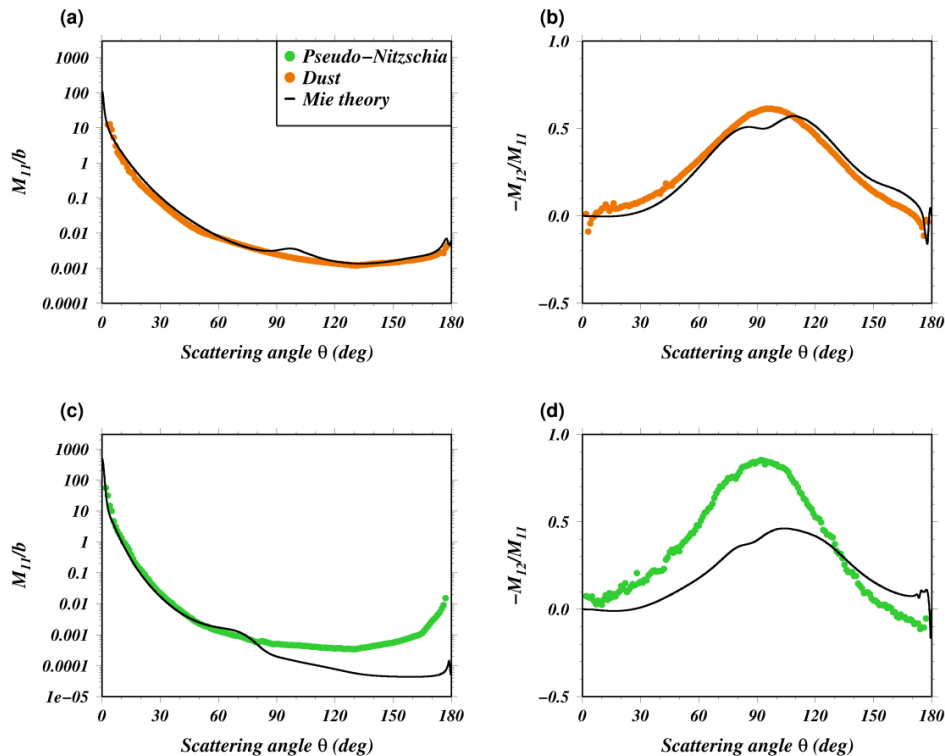 (a)
1000
100
10
1
0.1
0.01
0.001
0.0001
M11/b
Pseudo−Nitzschia
Dust
Mie theory
0 30 60 90 120 150 180
Scattering angle θ (deg)
(b)
1.0
0.5
0.0
−0.5
−M12/M11
0 30 60 90 120 150 180
Scattering angle θ (deg)
(c)
1000
100
10
1
0.1
0.01
0.001
0.0001
1e−05
M11/b
0 30 60 90 120 150 180
Scattering angle θ (deg)
(d)
1.0
0.5
0.0
−0.5
−M12/M11
0 30 60 90 120 150 180
Scattering angle θ (deg)